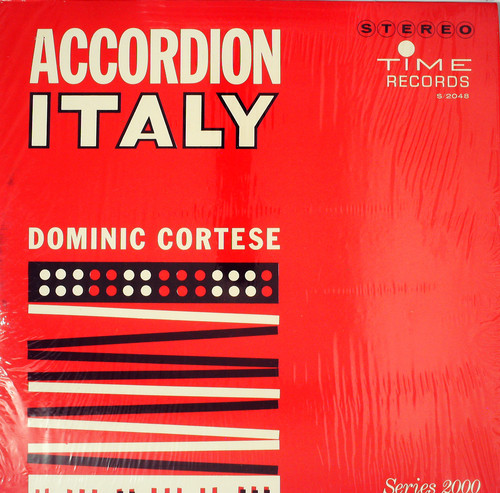 ACCORDION
ITALY
STEREO
TIME
RECORDS
S/2048
DOMINIC CORTESE
Series 2000